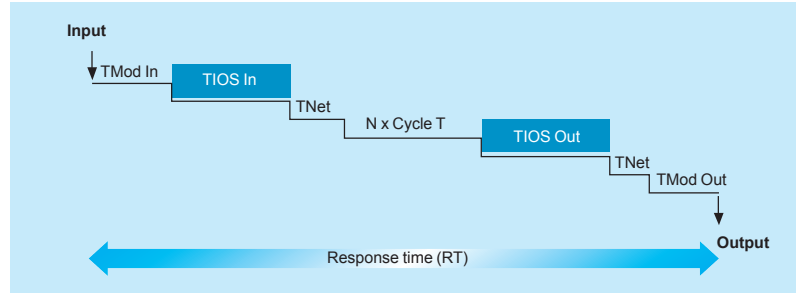 Input
TMod In
TIOS In
TNet
N x Cycle T
TIOS Out
TNet
TMod Out
Output
Response time (RT)